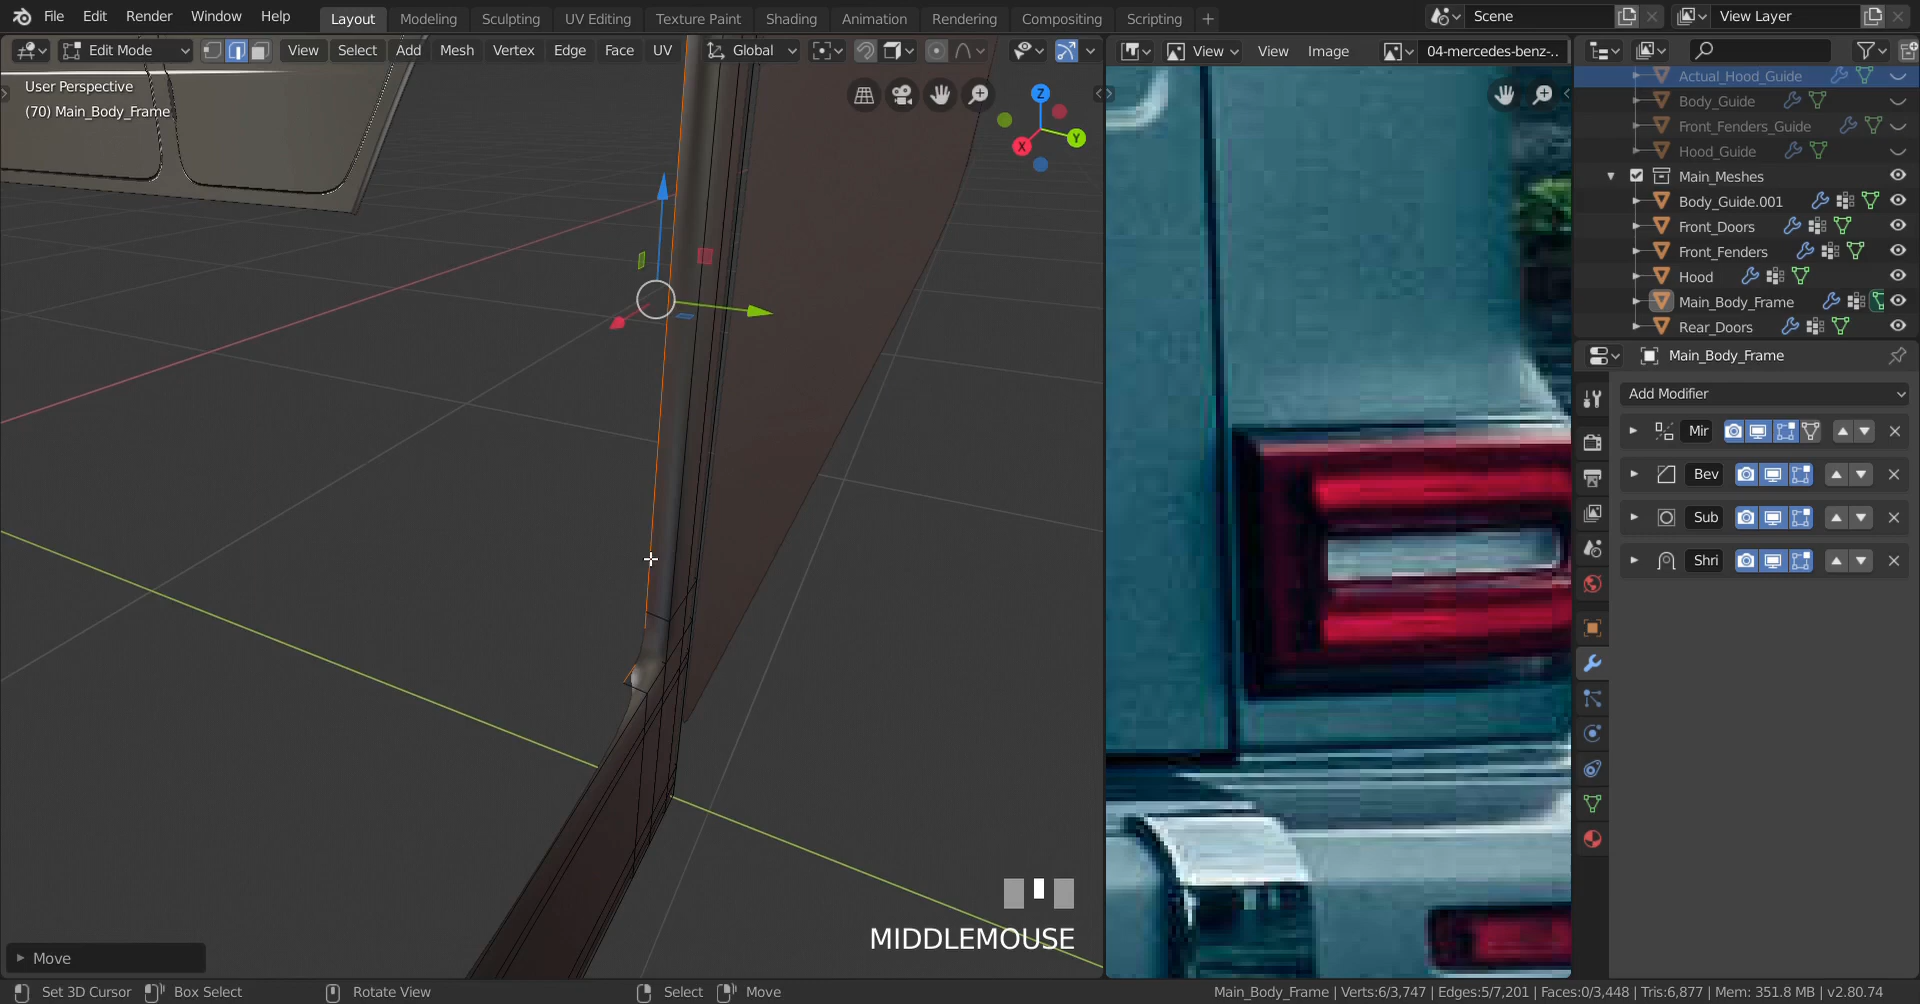 File Edit Render Window Help Layout Modeling Sculpting UV Editing Texture Paint Shading Animation Rendering Compositing Scripting + Scene View Layer
Edit Mode View Select Add Mesh Vertex Edge Face UV Global View View Image 04-mercedes-benz-..
User Perspective
(70) Main_Body_Frame
Z
Y
X
Actual_Hood_Guide
Body_Guide
Front_Fenders_Guide
Hood_Guide
Main_Meshes
Body_Guide.001
Front_Doors
Front_Fenders
Hood
Main_Body_Frame
Rear_Doors
Main_Body_Frame
Add Modifier
Mir
Bev
Sub
Shri
MIDDLEMOUSE
Move
Set 3D Cursor Box Select Rotate View Select Move Main_Body_Frame | Verts:6/3,747 | Edges:5/7,201 | Faces:0/3,448 | Tris:6,877 | Mem: 351.8 MB | v2.80.74